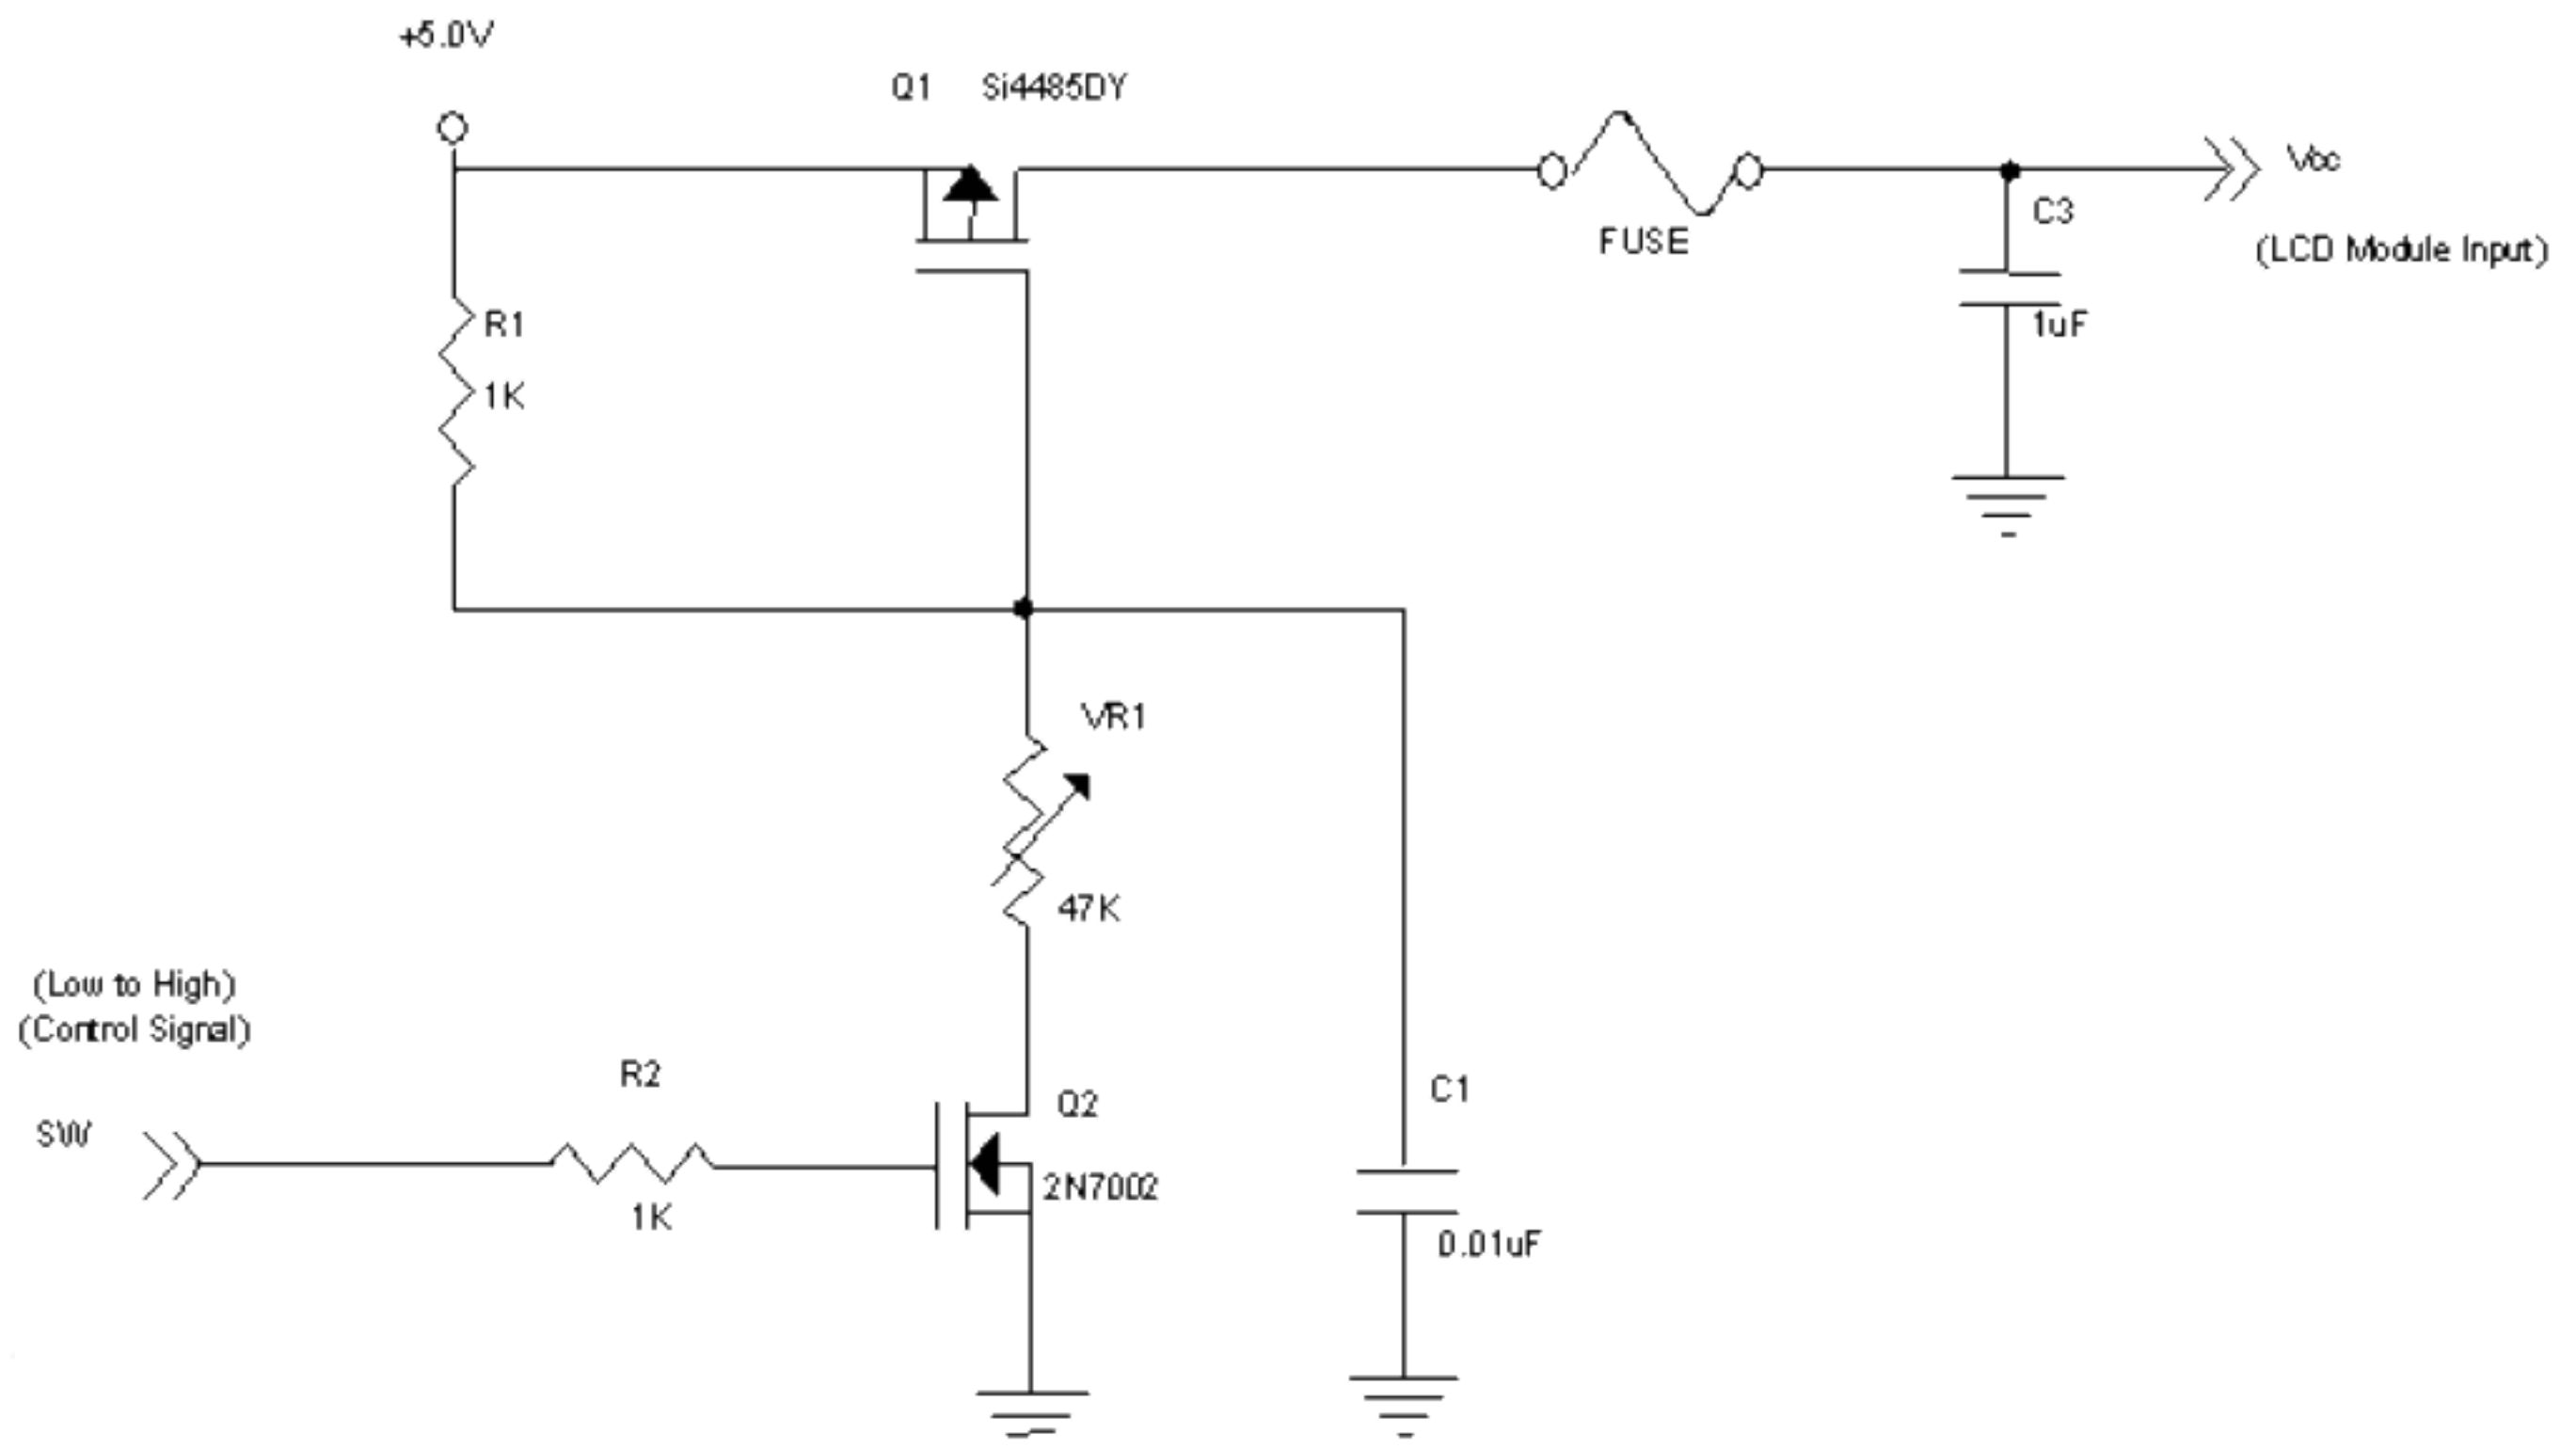 +5.0V
Q1 Si4485DY
Vcc
C3
(LCD Module Input)
FUSE
R1
1uF
1K
VR1
47K
(Low to High)
(Control Signal)
R2
C1
Q2
SW
2N7002
1K
0.01uF